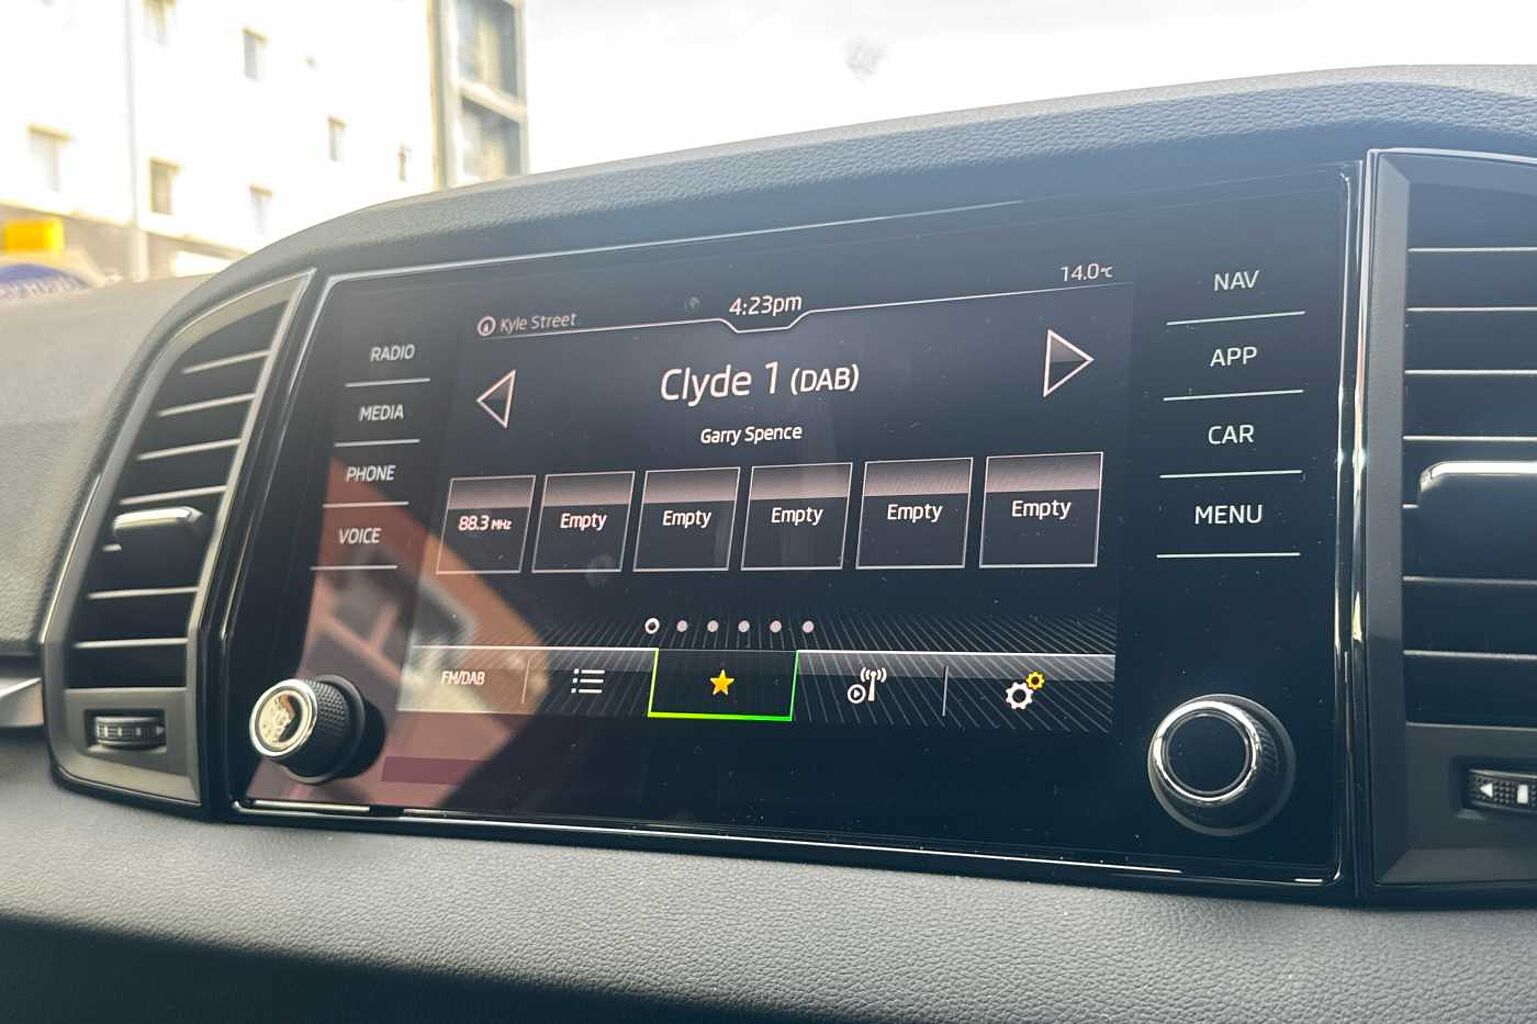 Kyle Street
4:23pm
14.0°C
Clyde 1 (DAB)
Garry Spence
RADIO
MEDIA
PHONE
VOICE
88.3 MHz
Empty
Empty
Empty
Empty
Empty
FM/DAB
NAV
APP
CAR
MENU